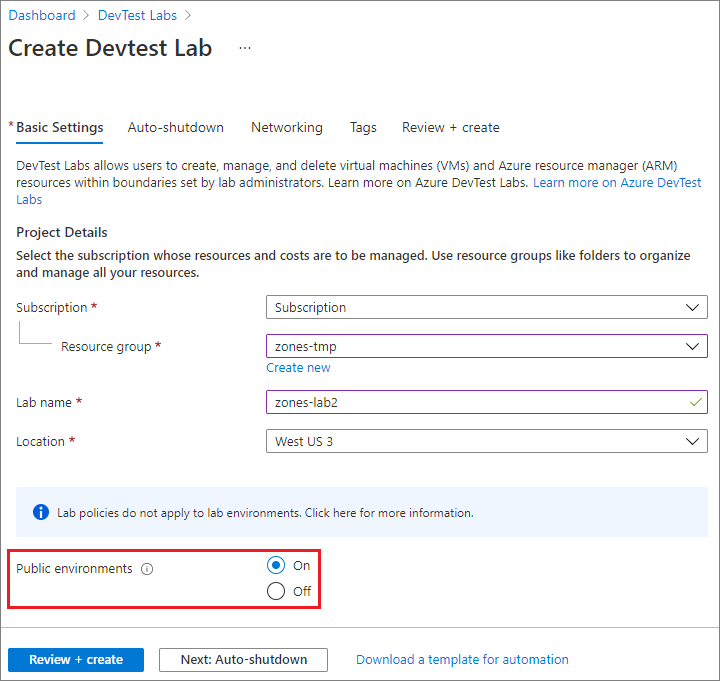 Dashboard > DevTest Labs >
Create Devtest Lab ...
* Basic Settings Auto-shutdown Networking Tags Review + create
DevTest Labs allows users to create, manage, and delete virtual machines (VMs) and Azure resource manager (ARM)
resources within boundaries set by lab administrators. Learn more on Azure DevTest Labs. Learn more on Azure DevTest
Labs
Project Details
Select the subscription whose resources and costs are to be managed. Use resource groups like folders to organize
and manage all your resources.
Subscription * Subscription
Resource group * zones-tmp
Create new
Lab name * zones-lab2
Location * West US 3
Lab policies do not apply to lab environments. Click here for more information.
Public environments On
Off
Review + create Next: Auto-shutdown Download a template for automation